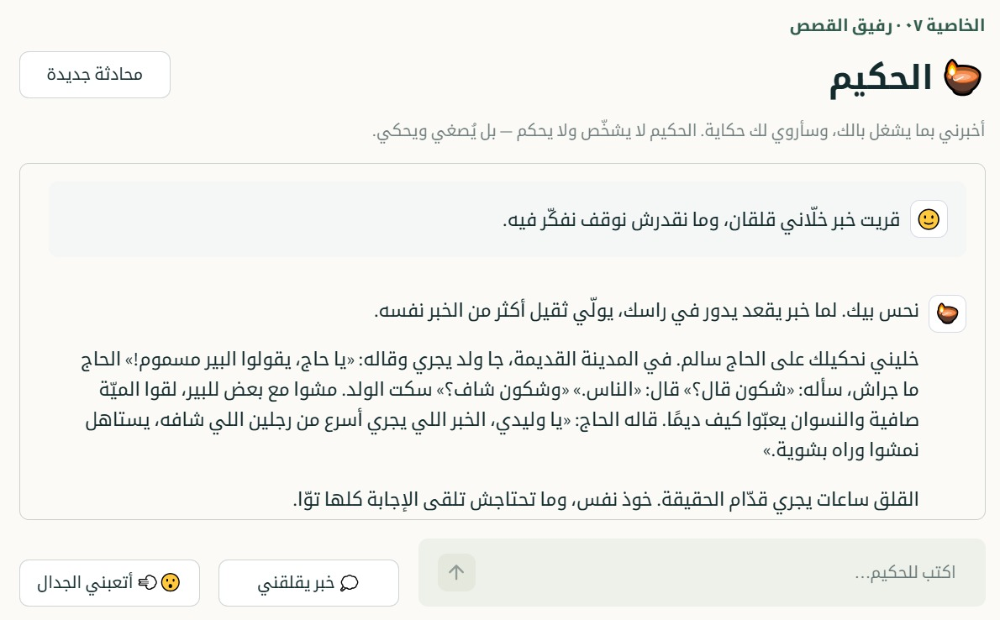 الخاصية ٠٠٧ · رفيق القصص
الحكيم
محادثة جديدة
أخبرني بما يشغل بالك، وسأروي لك حكاية. الحكيم لا يشخّص ولا يحكم — بل يُصغي ويحكي.
قريت خبر خلّاني قلقان، وما نقدرش نوقف نفكّر فيه.
نحس بيك. لما خبر يقعد يدور في راسك، يولّي ثقيل أكثر من الخبر نفسه.
خليني نحكيلك على الحاج سالم. في المدينة القديمة، جا ولد يجري وقاله: «يا حاج، يقولوا البير مسموم!» الحاج
ما جراش، سأله: «شكون قال؟» قال: «الناس.» «وشكون شاف؟» سكت الولد. مشوا مع بعض للبير، لقوا الميّة
صافية والنسوان يعبّوا كيف ديمًا. قاله الحاج: «يا وليدي، الخبر اللي يجري أسرع من رجلين اللي شافه، يستاهل
نمشوا وراه بشوية.»
القلق ساعات يجري قدّام الحقيقة. خوذ نفس، وما تحتاجش تلقى الإجابة كلها توّا.
اكتب للحكيم…
خبر يقلقني
أتعبني الجدال